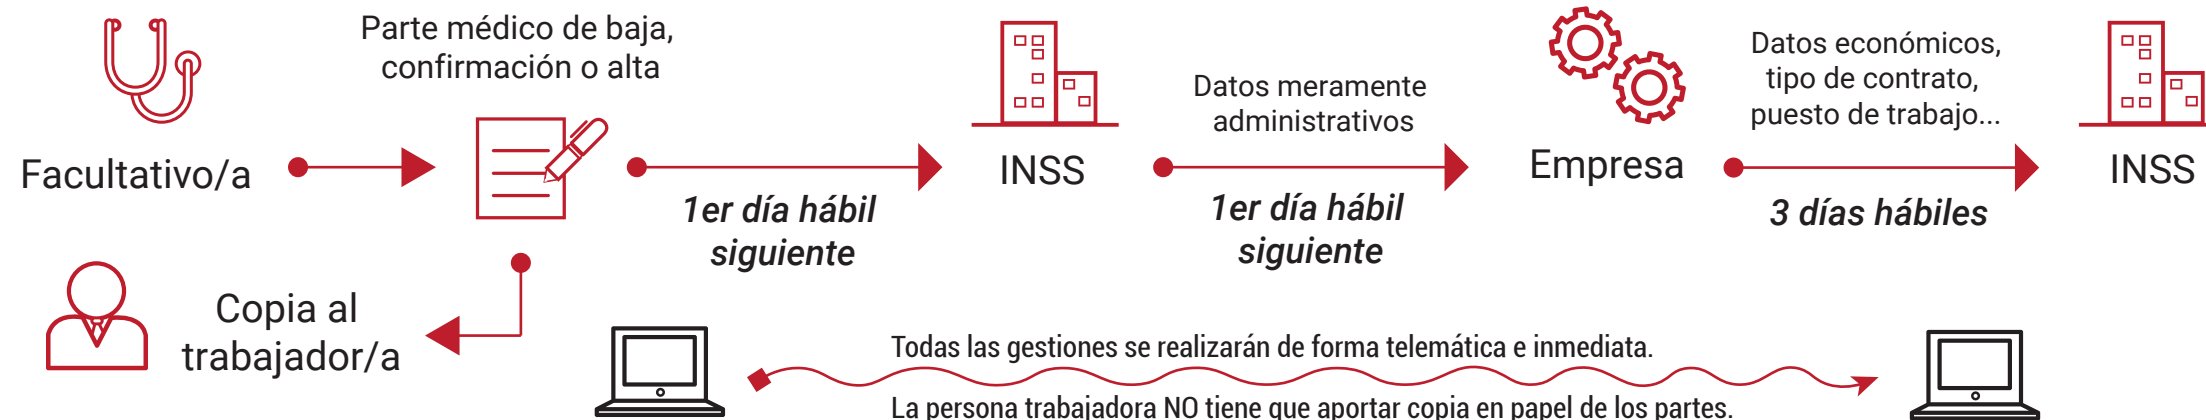 Parte médico de baja,
confirmación o alta
Facultativo/a
1er día hábil
siguiente
INSS
Datos meramente
administrativos
1er día hábil
siguiente
Empresa
Datos económicos,
tipo de contrato,
puesto de trabajo...
3 días hábiles
INSS
Copia al
trabajador/a
Todas las gestiones se realizarán de forma telemática e inmediata.
La persona trabajadora NO tiene que aportar copia en papel de los partes.